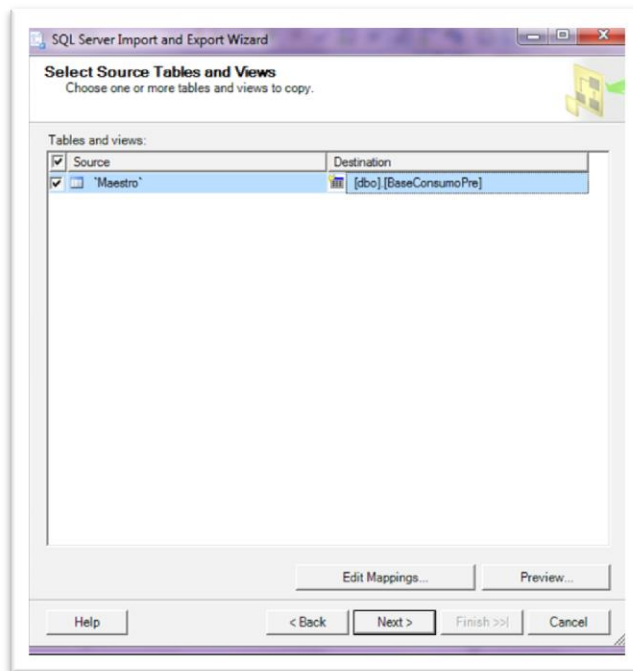 SQL Server Import and Export Wizard
Select Source Tables and Views
Choose one or more tables and views to copy.
Tables and views:
Source Destination
`Maestro` [dbo].[BaseConsumoPre]
Edit Mappings... Preview...
Help < Back Next > Finish >>| Cancel